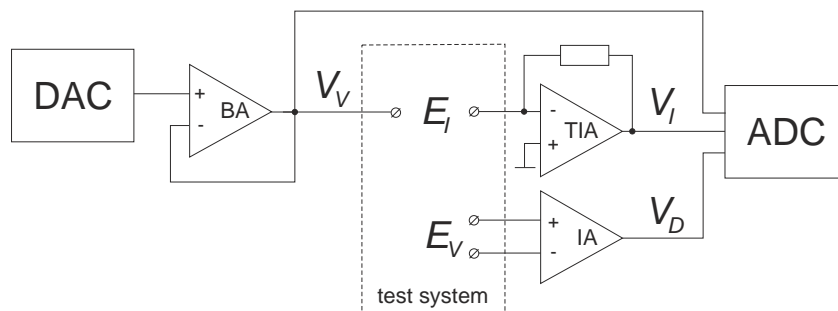 DAC
+
-
BA
V_V
E_I
-
+
TIA
V_I
ADC
E_V
+
-
IA
V_D
test system